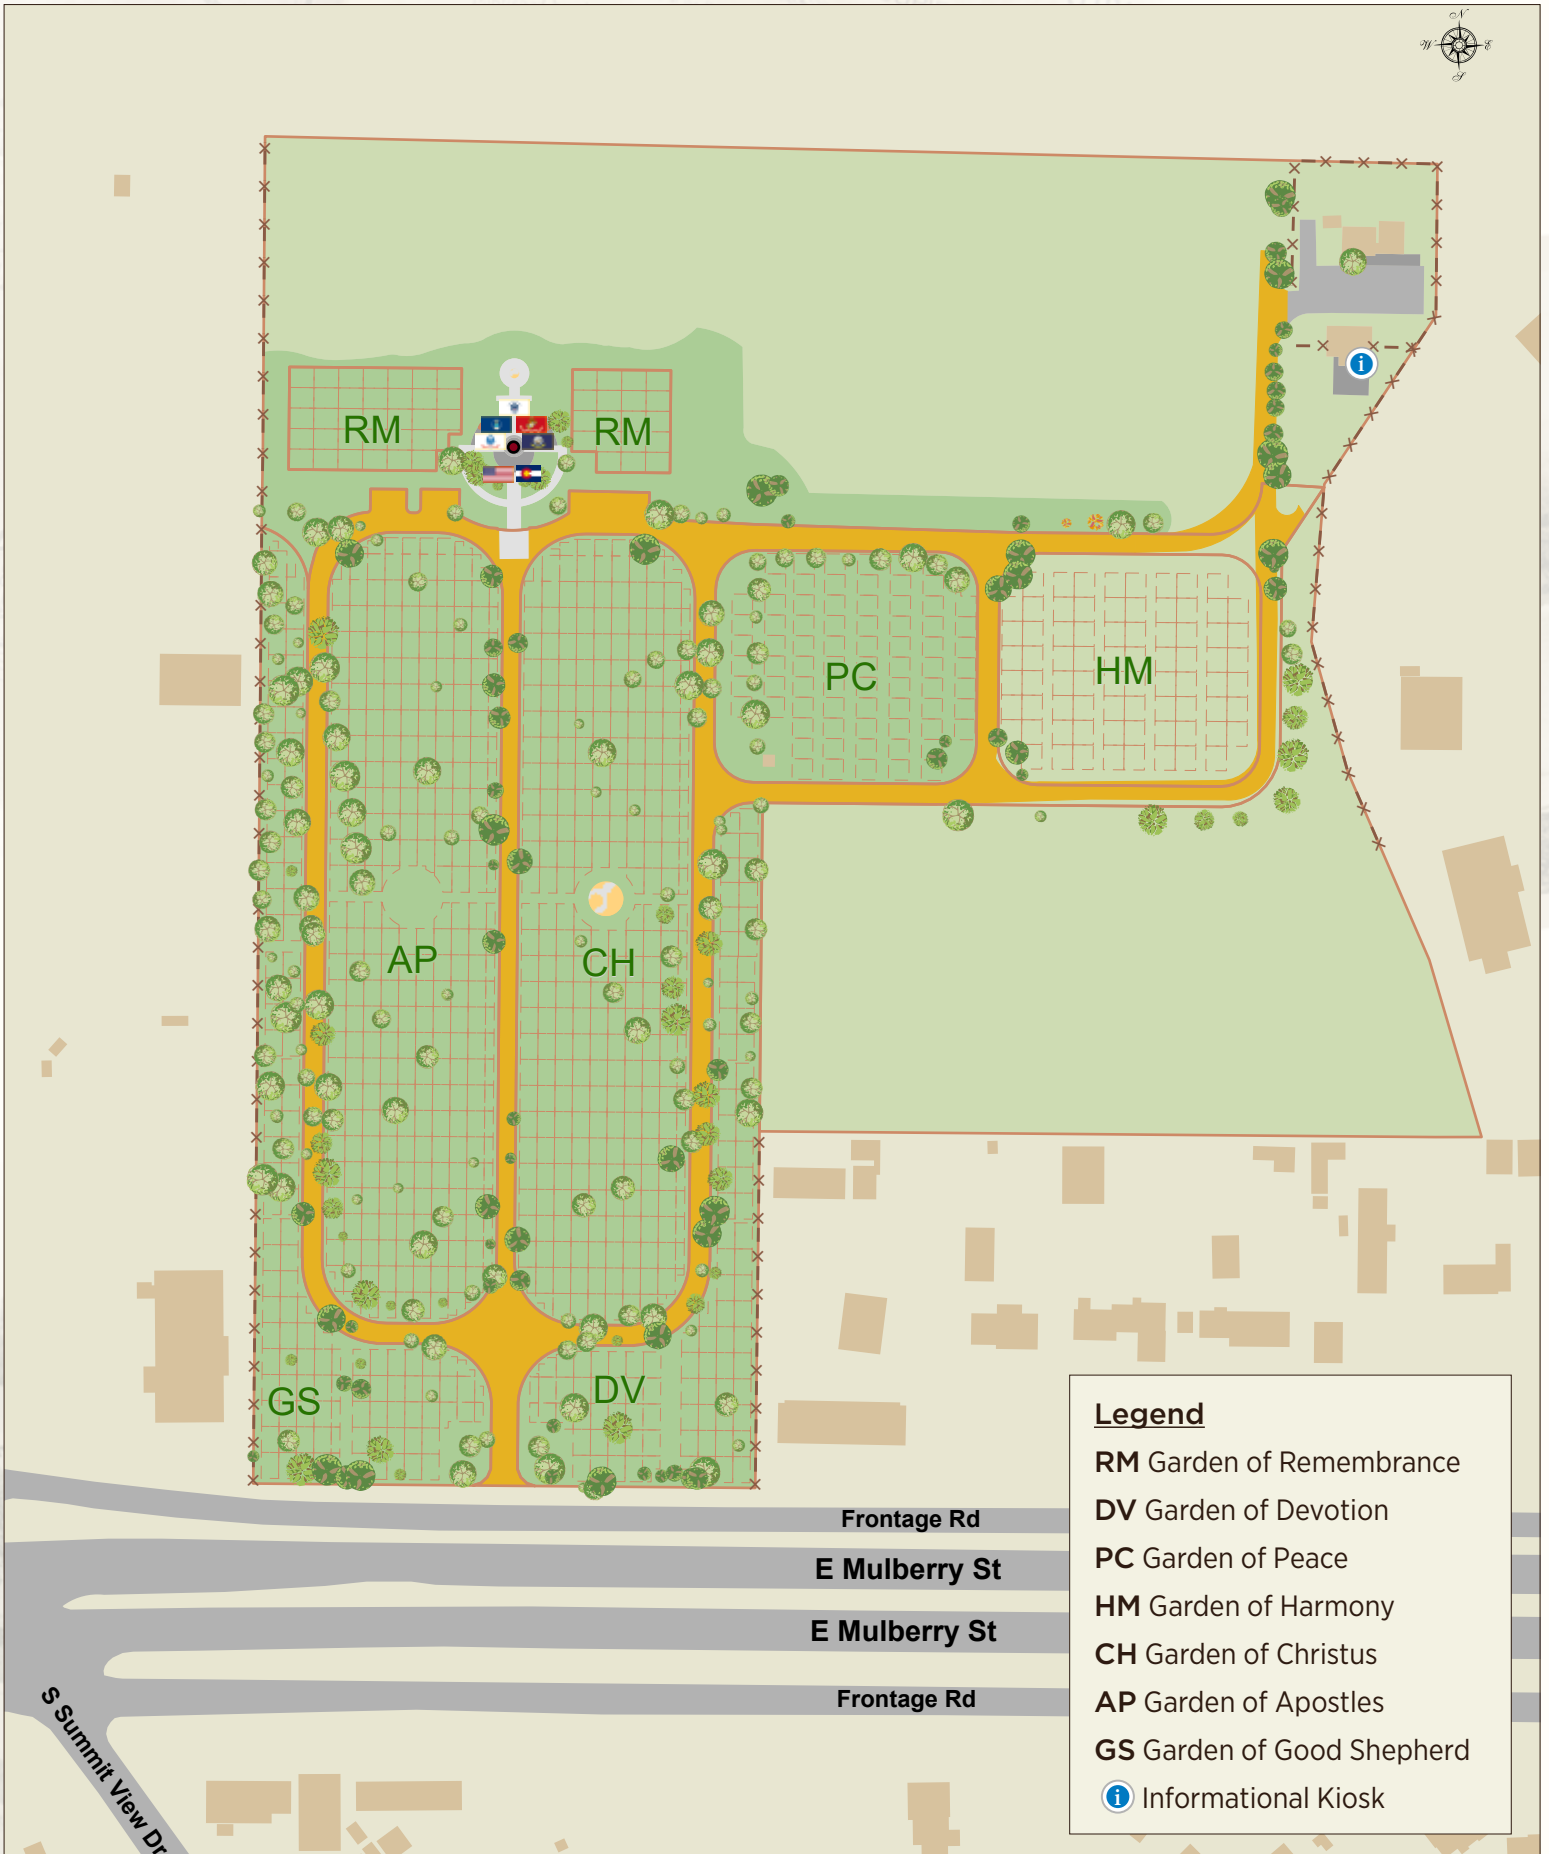 N
W E
S
RM
RM
PC
HM
AP
CH
GS
DV
Frontage Rd
E Mulberry St
E Mulberry St
Frontage Rd
S Summit View Dr
Legend
RM Garden of Remembrance
DV Garden of Devotion
PC Garden of Peace
HM Garden of Harmony
CH Garden of Christus
AP Garden of Apostles
GS Garden of Good Shepherd
i Informational Kiosk
i